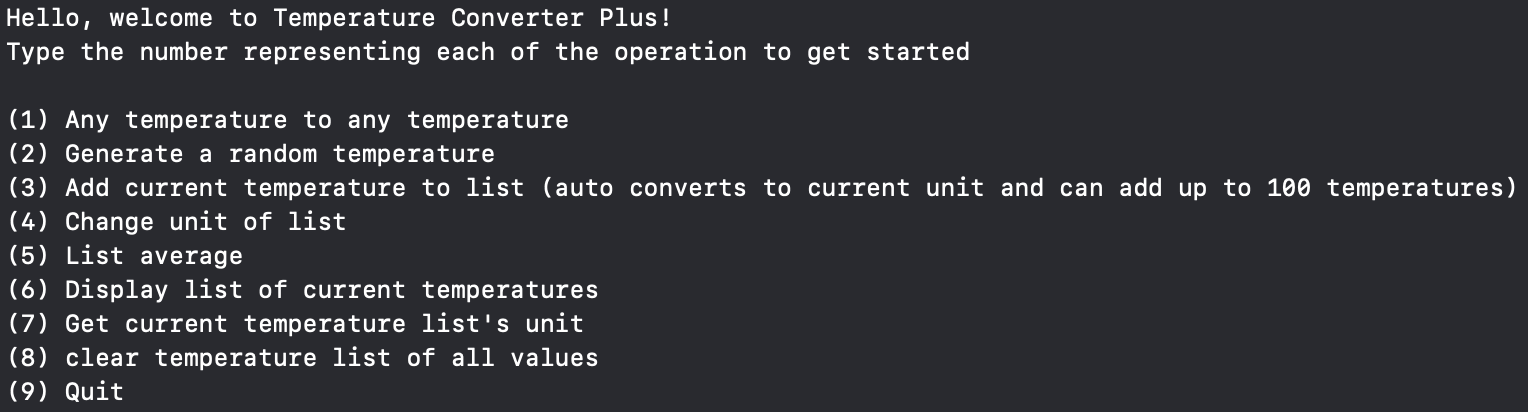 Hello, welcome to Temperature Converter Plus!
Type the number representing each of the operation to get started
(1) Any temperature to any temperature
(2) Generate a random temperature
(3) Add current temperature to list (auto converts to current unit and can add up to 100 temperatures)
(4) Change unit of list
(5) List average
(6) Display list of current temperatures
(7) Get current temperature list's unit
(8) clear temperature list of all values
(9) Quit